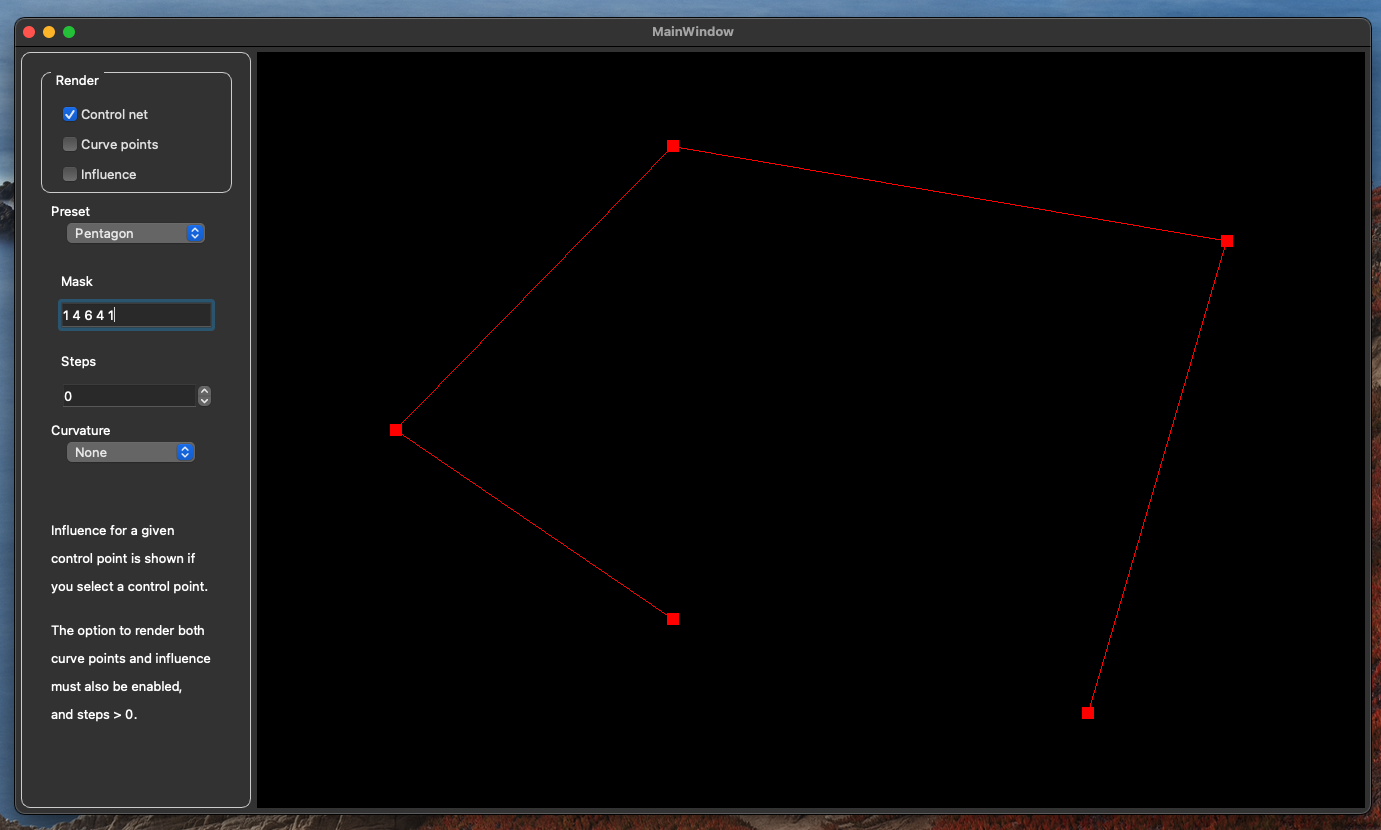 MainWindow
Render
Control net
Curve points
Influence
Preset
Pentagon
Mask
1 4 6 4 1
Steps
0
Curvature
None
Influence for a given
control point is shown if
you select a control point.
The option to render both
curve points and influence
must also be enabled,
and steps > 0.